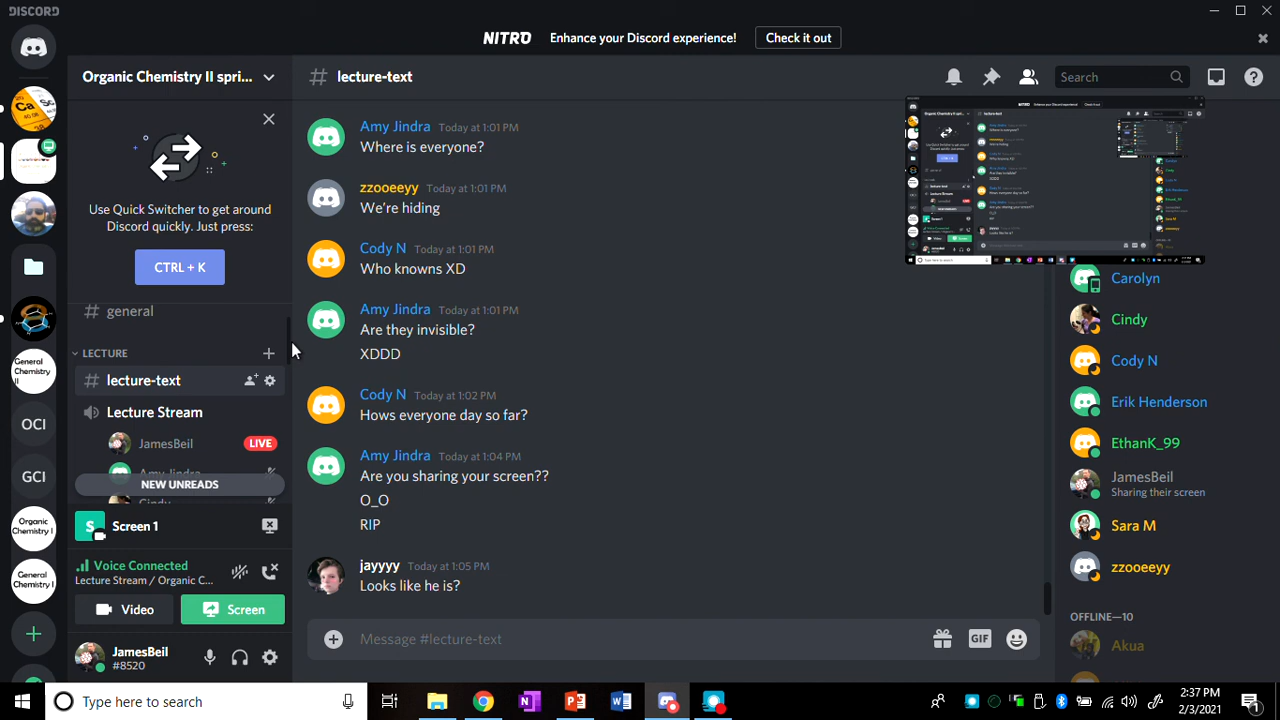 DISCORD
NITRO Enhance your Discord experience! Check it out
Organic Chemistry II spri...
# lecture-text
Search
Use Quick Switcher to get around
Discord quickly. Just press:
CTRL + K
# general
LECTURE
# lecture-text
Lecture Stream
JamesBeil LIVE
Amy Jindra
Cindy
NEW UNREADS
S Screen 1
Voice Connected
Lecture Stream / Organic C...
Video Screen
JamesBeil
#8520
Ca Sc
General
Chemistry
II
OCI
GCI
Organic
Chemistry I
General
Chemistry I
Amy Jindra Today at 1:01 PM
Where is everyone?
zzooeeyy Today at 1:01 PM
We're hiding
Cody N Today at 1:01 PM
Who knowns XD
Amy Jindra Today at 1:01 PM
Are they invisible?
XDDD
Cody N Today at 1:02 PM
Hows everyone day so far?
Amy Jindra Today at 1:04 PM
Are you sharing your screen??
O_O
RIP
jayyyy Today at 1:05 PM
Looks like he is?
Message #lecture-text
GIF
Carolyn
Cindy
Cody N
Erik Henderson
EthanK_99
JamesBeil
Sharing their screen
Sara M
zzooeeyy
OFFLINE—10
Akua
Type here to search
2:37 PM
2/3/2021